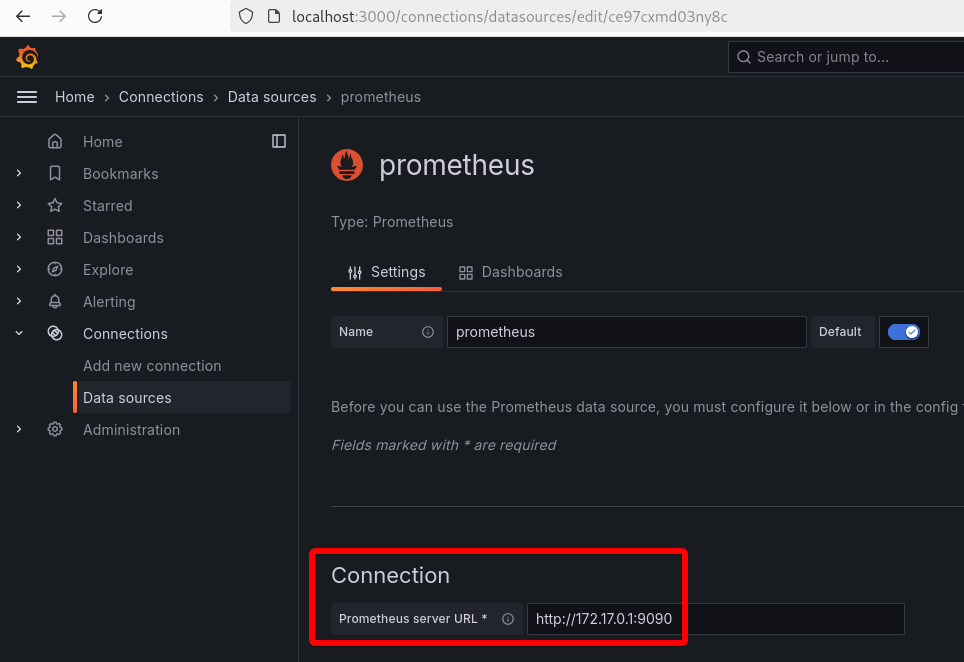 localhost:3000/connections/datasources/edit/ce97cxmd03ny8c
Search or jump to...
Home › Connections › Data sources › prometheus
Home
Bookmarks
Starred
Dashboards
Explore
Alerting
Connections
Add new connection
Data sources
Administration
prometheus
Type: Prometheus
Settings Dashboards
Name prometheus Default
Before you can use the Prometheus data source, you must configure it below or in the config
Fields marked with * are required
Connection
Prometheus server URL * http://172.17.0.1:9090